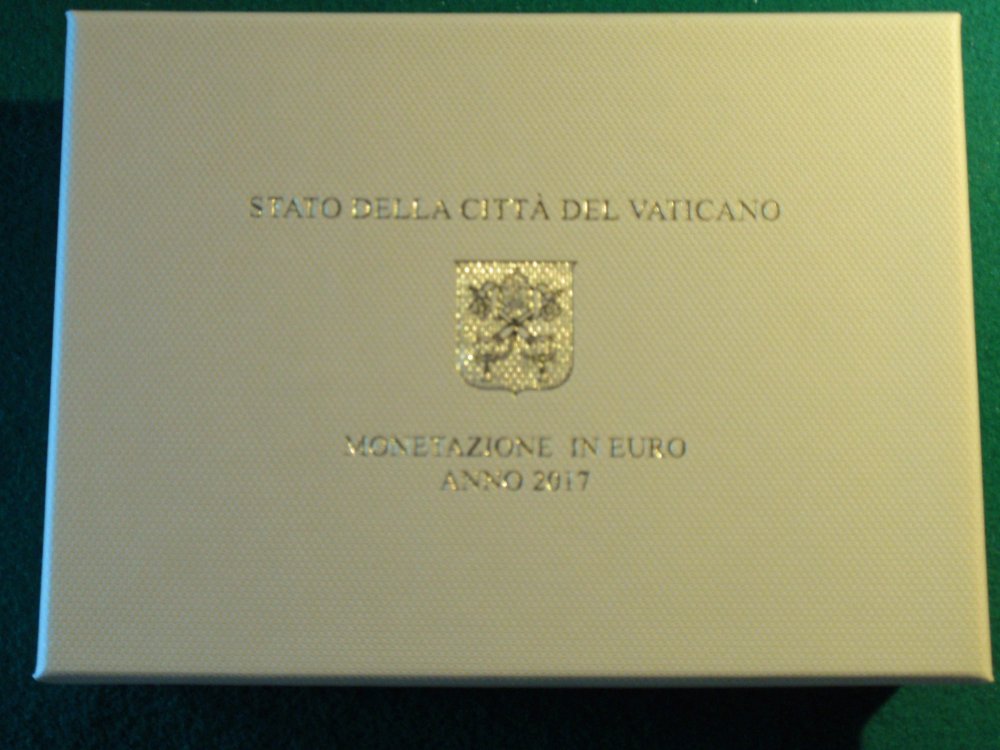 STATO DELLA CITTÀ DEL VATICANO
MONETAZIONE IN EURO
ANNO 2017